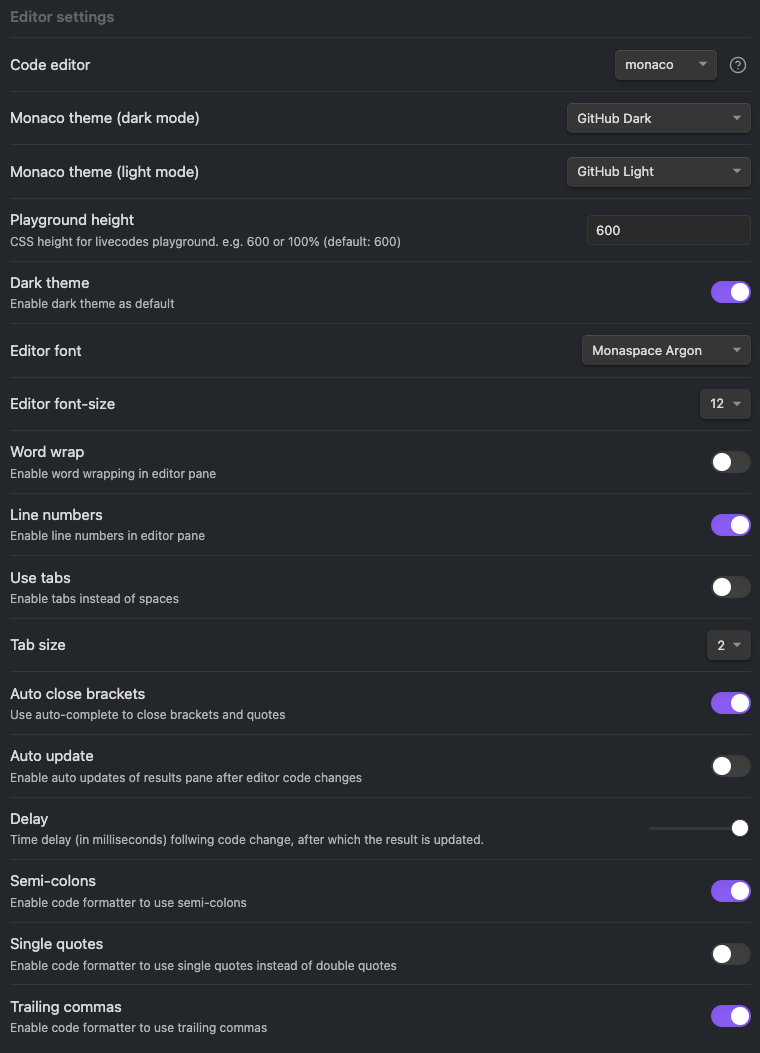 Editor settings
Code editor
monaco
Monaco theme (dark mode)
GitHub Dark
Monaco theme (light mode)
GitHub Light
Playground height
CSS height for livecodes playground. e.g. 600 or 100% (default: 600)
600
Dark theme
Enable dark theme as default
Editor font
Monaspace Argon
Editor font-size
12
Word wrap
Enable word wrapping in editor pane
Line numbers
Enable line numbers in editor pane
Use tabs
Enable tabs instead of spaces
Tab size
2
Auto close brackets
Use auto-complete to close brackets and quotes
Auto update
Enable auto updates of results pane after editor code changes
Delay
Time delay (in milliseconds) follwing code change, after which the result is updated.
Semi-colons
Enable code formatter to use semi-colons
Single quotes
Enable code formatter to use single quotes instead of double quotes
Trailing commas
Enable code formatter to use trailing commas